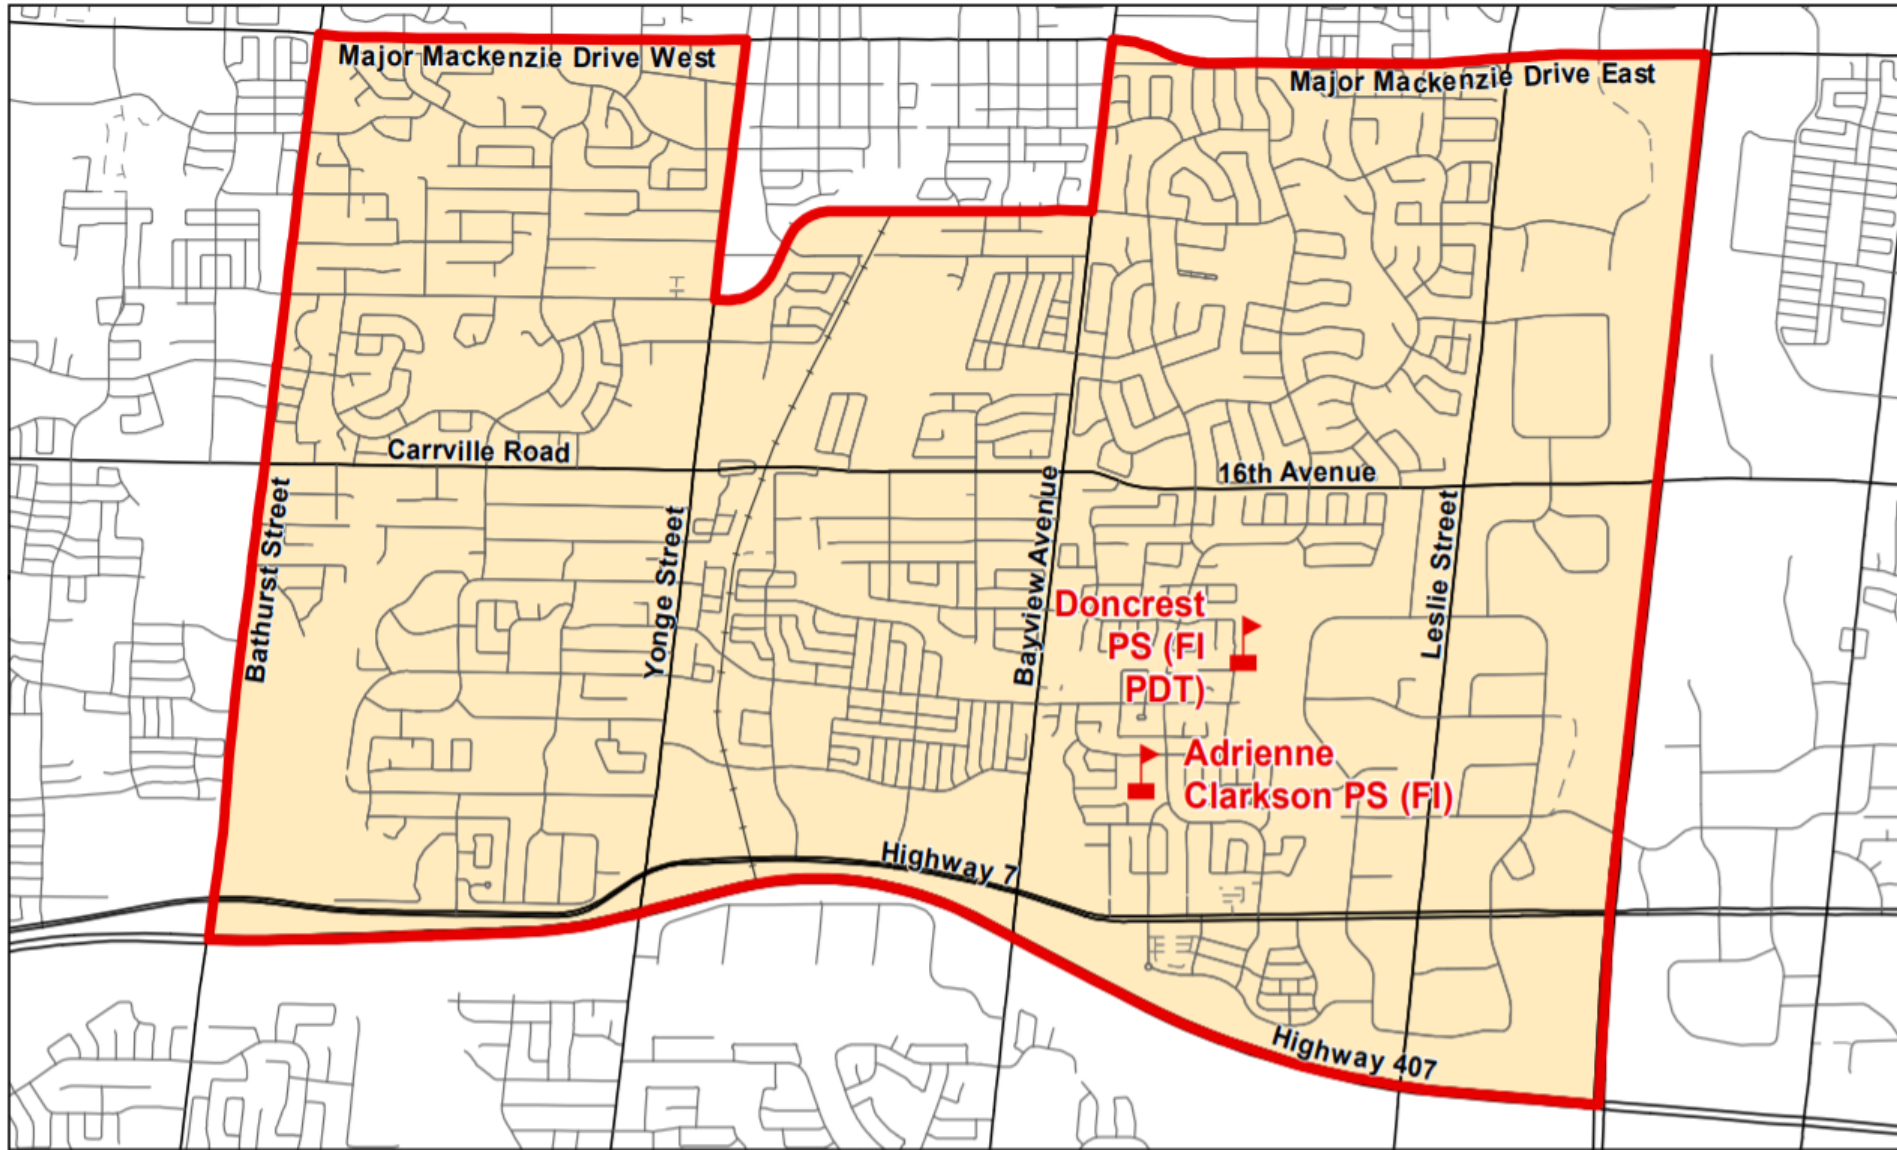 Major Mackenzie Drive West
Major Mackenzie Drive East
Carrville Road
16th Avenue
Bathurst Street
Yonge Street
Bayview Avenue
Leslie Street
Doncrest
PS (FI
PDT)
Adrienne
Clarkson PS (FI)
Highway 7
Highway 407